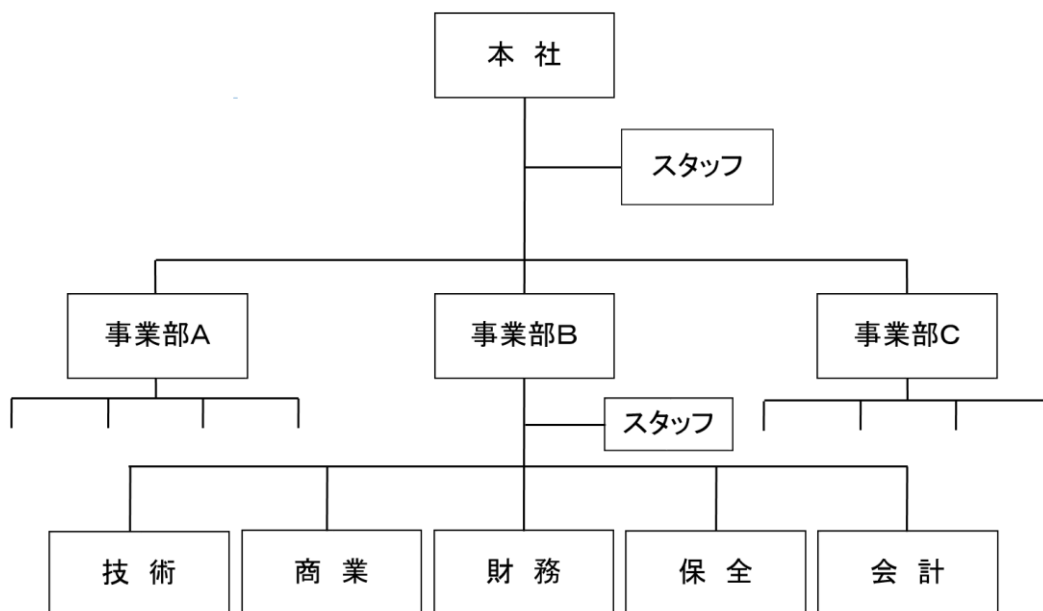 本 社
スタッフ
事業部A
事業部B
事業部C
スタッフ
技 術
商 業
財 務
保 全
会 計